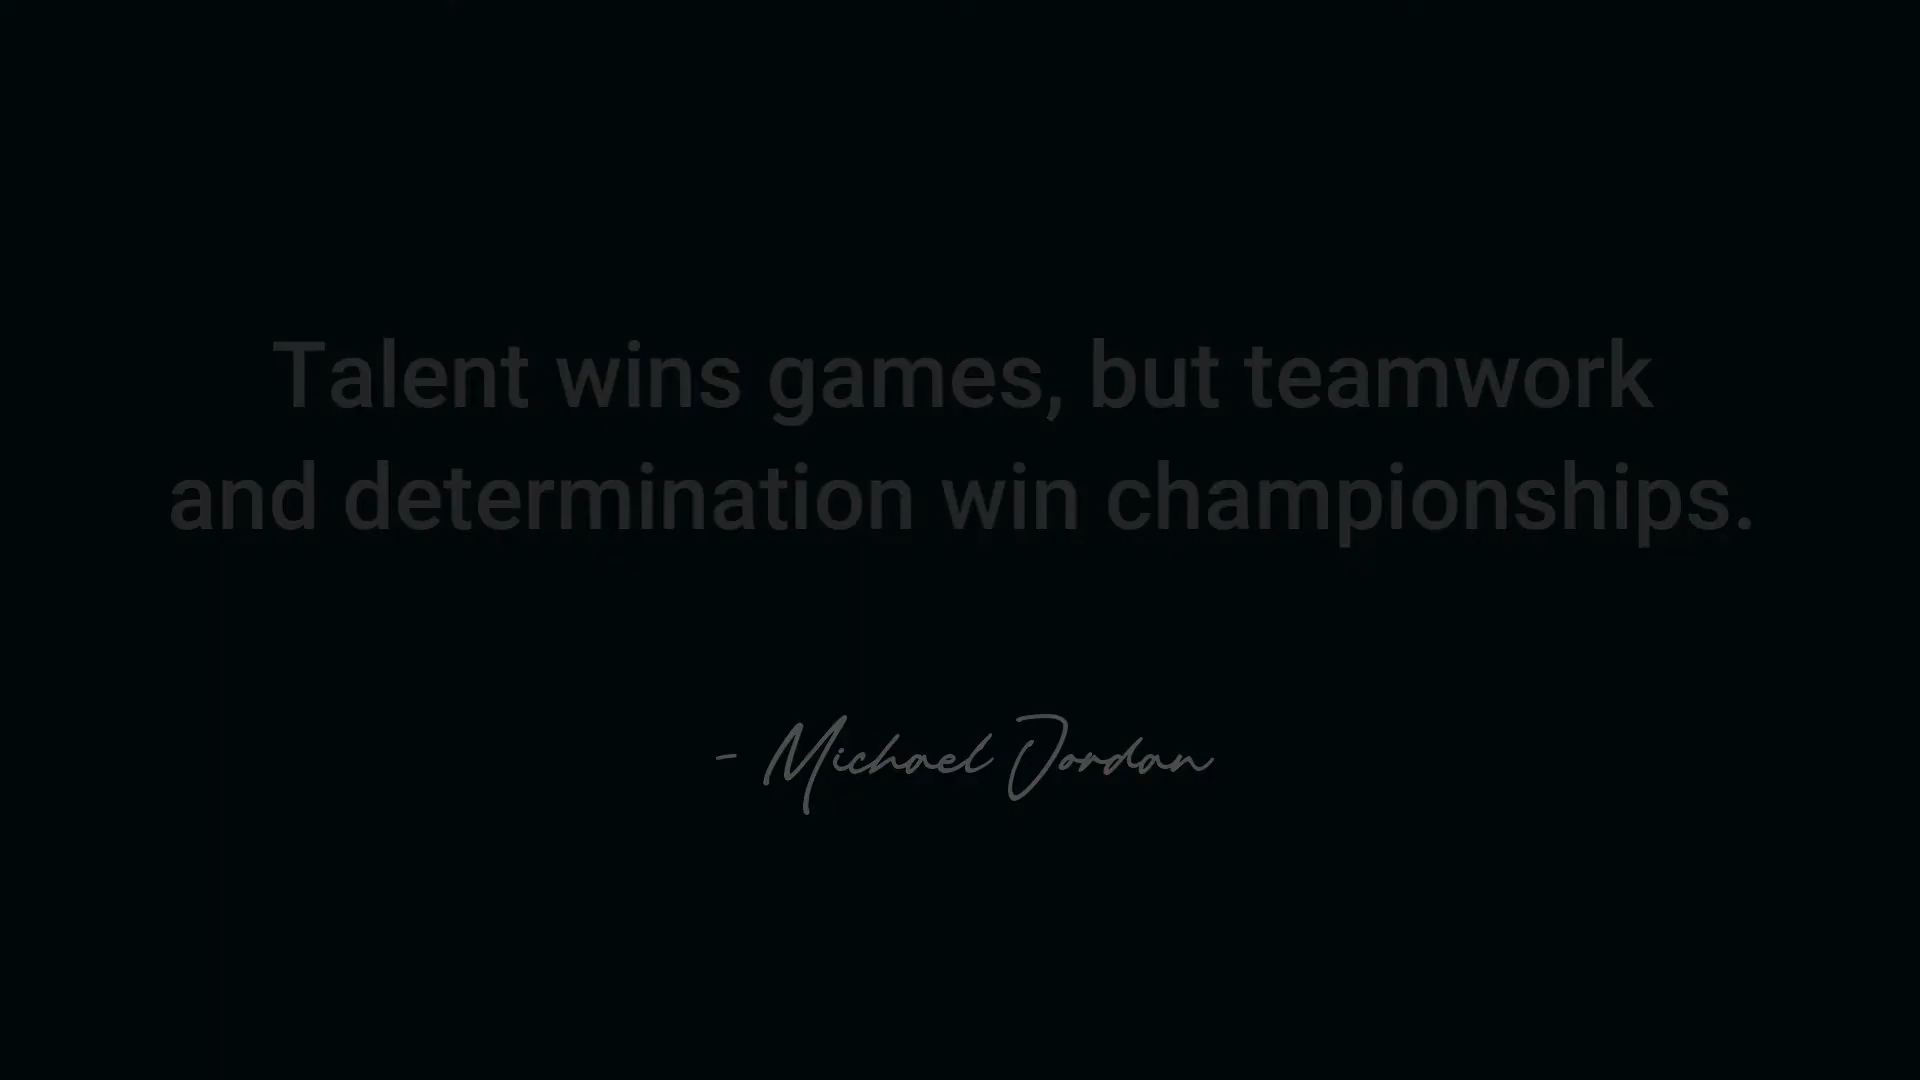 Talent wins games, but teamwork
and determination win championships.
- Michael Jordan